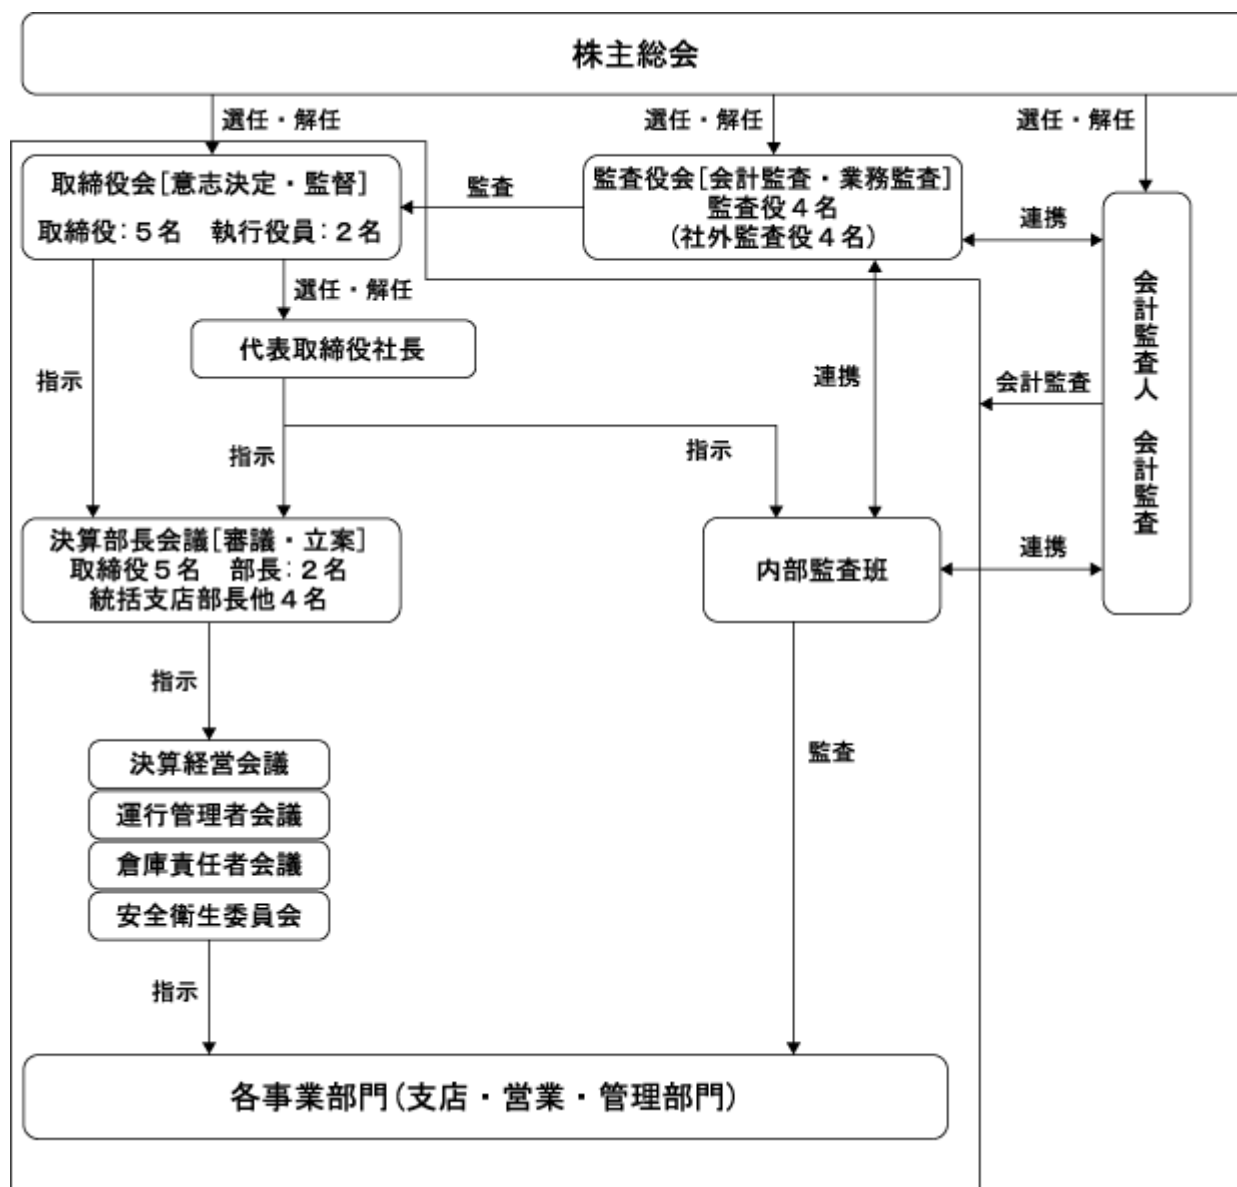 株主総会
選任・解任
選任・解任
選任・解任
取締役会[意志決定・監督]
取締役:5名 執行役員:2名
監査
監査役会[会計監査・業務監査]
監査役4名
(社外監査役4名)
連携
会計監査人 会計監査
選任・解任
代表取締役社長
指示
連携
会計監査
指示
指示
決算部長会議[審議・立案]
取締役5名 部長:2名
統括支店部長他4名
内部監査班
連携
指示
決算経営会議
運行管理者会議
倉庫責任者会議
安全衛生委員会
監査
指示
各事業部門(支店・営業・管理部門)